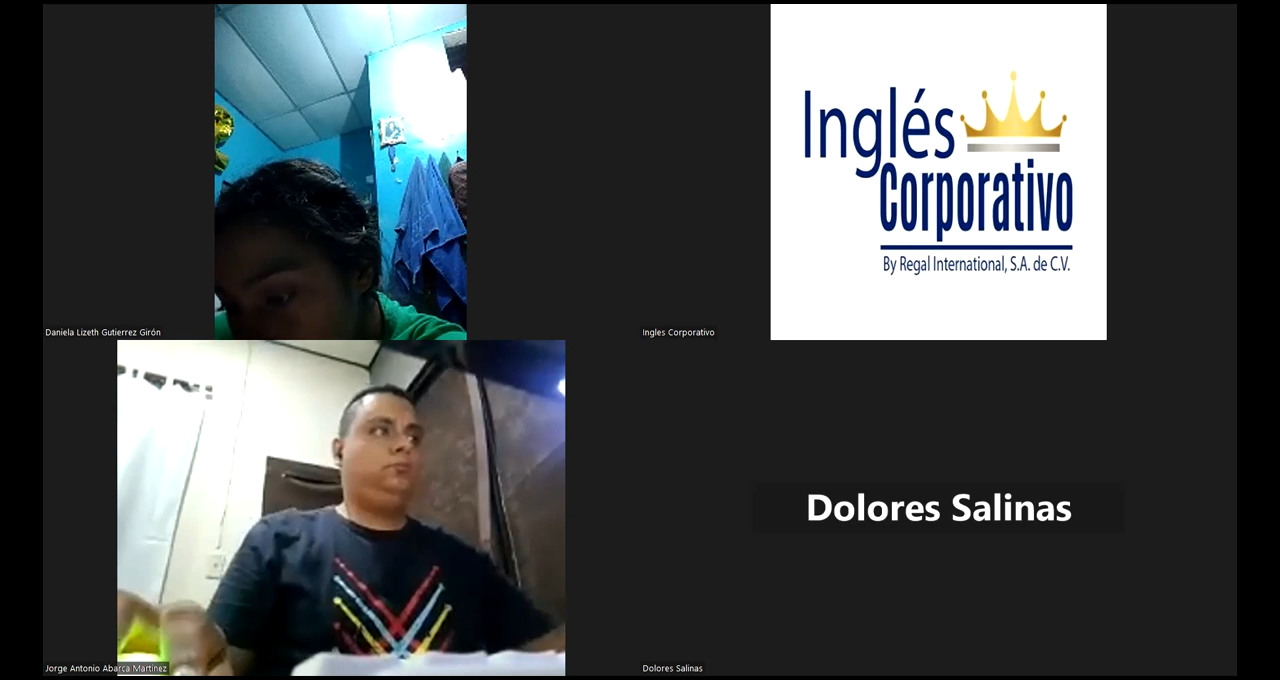 Inglés
Corporativo
By Regal International, S.A. de C.V.
Daniela Lizeth Gutierrez Girón
Ingles Corporativo
Dolores Salinas
Jorge Antonio Abarca Martinez
Dolores Salinas